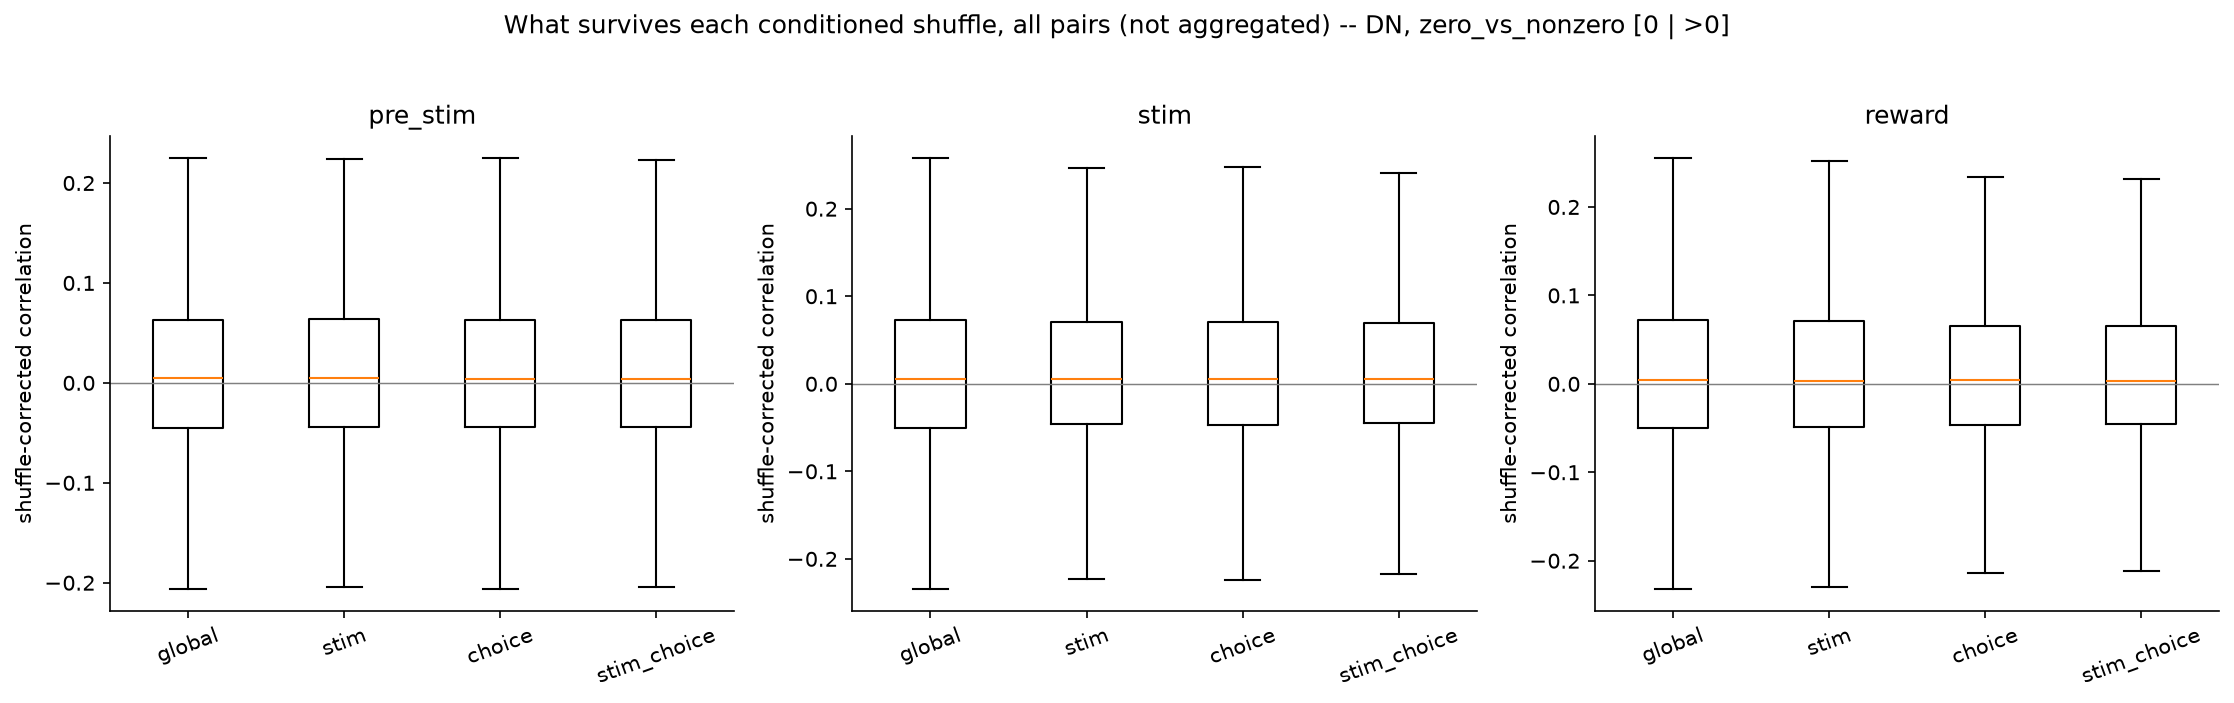 What survives each conditioned shuffle, all pairs (not aggregated) -- DN, zero_vs_nonzero [0 | >0]
pre_stim
shuffle-corrected correlation
0.2
0.1
0.0
−0.1
−0.2
global
stim
choice
stim_choice
stim
shuffle-corrected correlation
0.2
0.1
0.0
−0.1
−0.2
global
stim
choice
stim_choice
reward
shuffle-corrected correlation
0.2
0.1
0.0
−0.1
−0.2
global
stim
choice
stim_choice